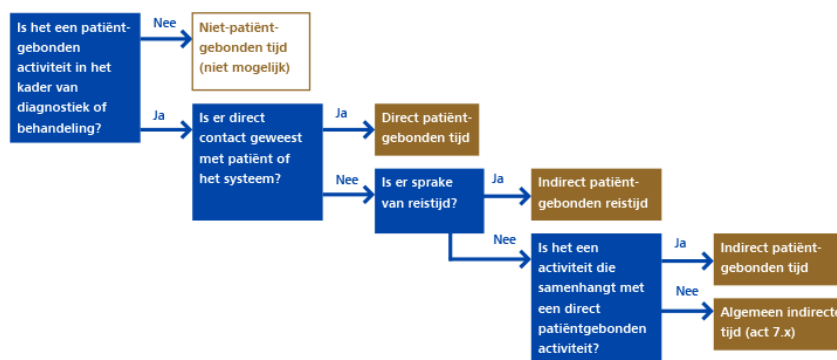 Is het een patiënt-
gebonden
activiteit in het
kader van
diagnostiek of
behandeling?
Nee
Niet-patiënt-
gebonden tijd
(niet mogelijk)
Ja
Is er direct
contact geweest
met patiënt of
het systeem?
Ja
Direct patiënt-
gebonden tijd
Nee
Is er sprake
van reistijd?
Ja
Indirect patiënt-
gebonden reistijd
Nee
Is het een
activiteit die
samenhangt met
een direct
patiëntgebonden
activiteit?
Ja
Indirect patiënt-
gebonden tijd
Nee
Algemeen indirecte
tijd (act 7.x)